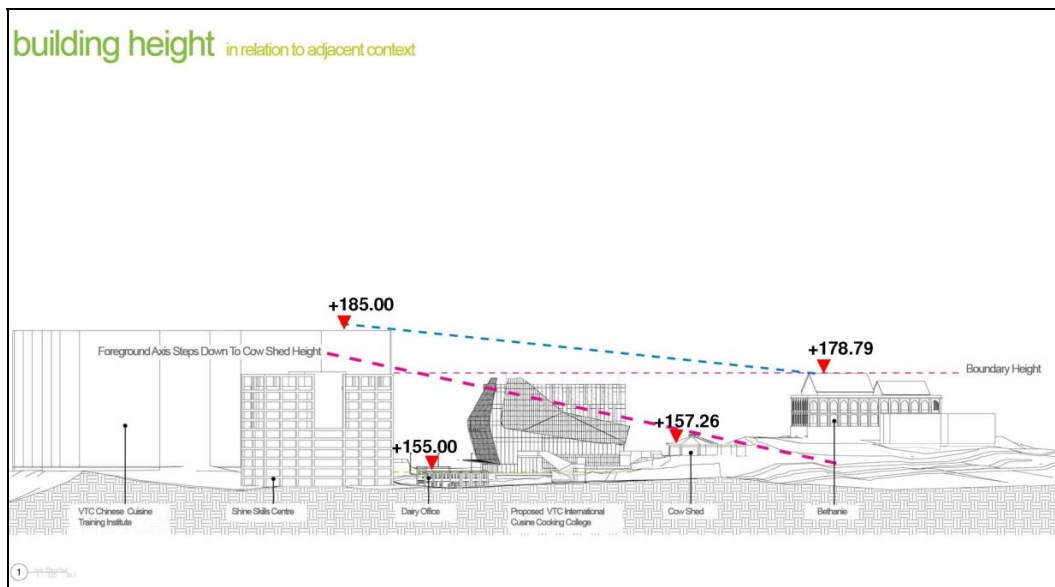 building height in relation to adjacent context
+185.00
Foreground Axis Steps Down To Cow Shed Height
+178.79
Boundary Height
+157.26
+155.00
VTC Chinese Cuisine
Training Institute
Shine Skills Centre
Dairy Office
Proposed VTC International
Cusine Cooking College
Cow Shed
Bethanie
1